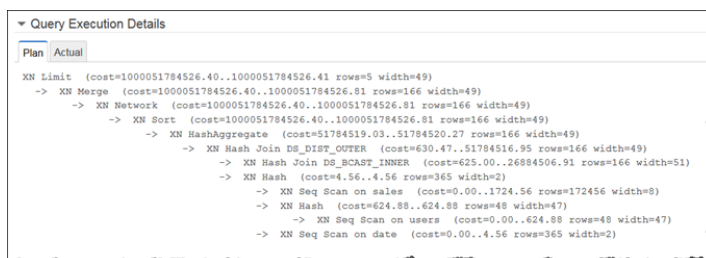 Query Execution Details
Plan Actual
XN Limit (cost=1000051784526.40..1000051784526.41 rows=5 width=49)
-> XN Merge (cost=1000051784526.40..1000051784526.81 rows=166 width=49)
-> XN Network (cost=1000051784526.40..1000051784526.81 rows=166 width=49)
-> XN Sort (cost=1000051784526.40..1000051784526.81 rows=166 width=49)
-> XN HashAggregate (cost=51784519.03..51784520.27 rows=166 width=49)
-> XN Hash Join DS_DIST_OUTER (cost=630.47..51784516.95 rows=166 width=49)
-> XN Hash Join DS_BCAST_INNER (cost=625.00..26884506.91 rows=166 width=51)
-> XN Hash (cost=4.56..4.56 rows=365 width=2)
-> XN Seq Scan on sales (cost=0.00..1724.56 rows=172456 width=8)
-> XN Hash (cost=624.88..624.88 rows=48 width=47)
-> XN Seq Scan on users (cost=0.00..624.88 rows=48 width=47)
-> XN Seq Scan on date (cost=0.00..4.56 rows=365 width=2)